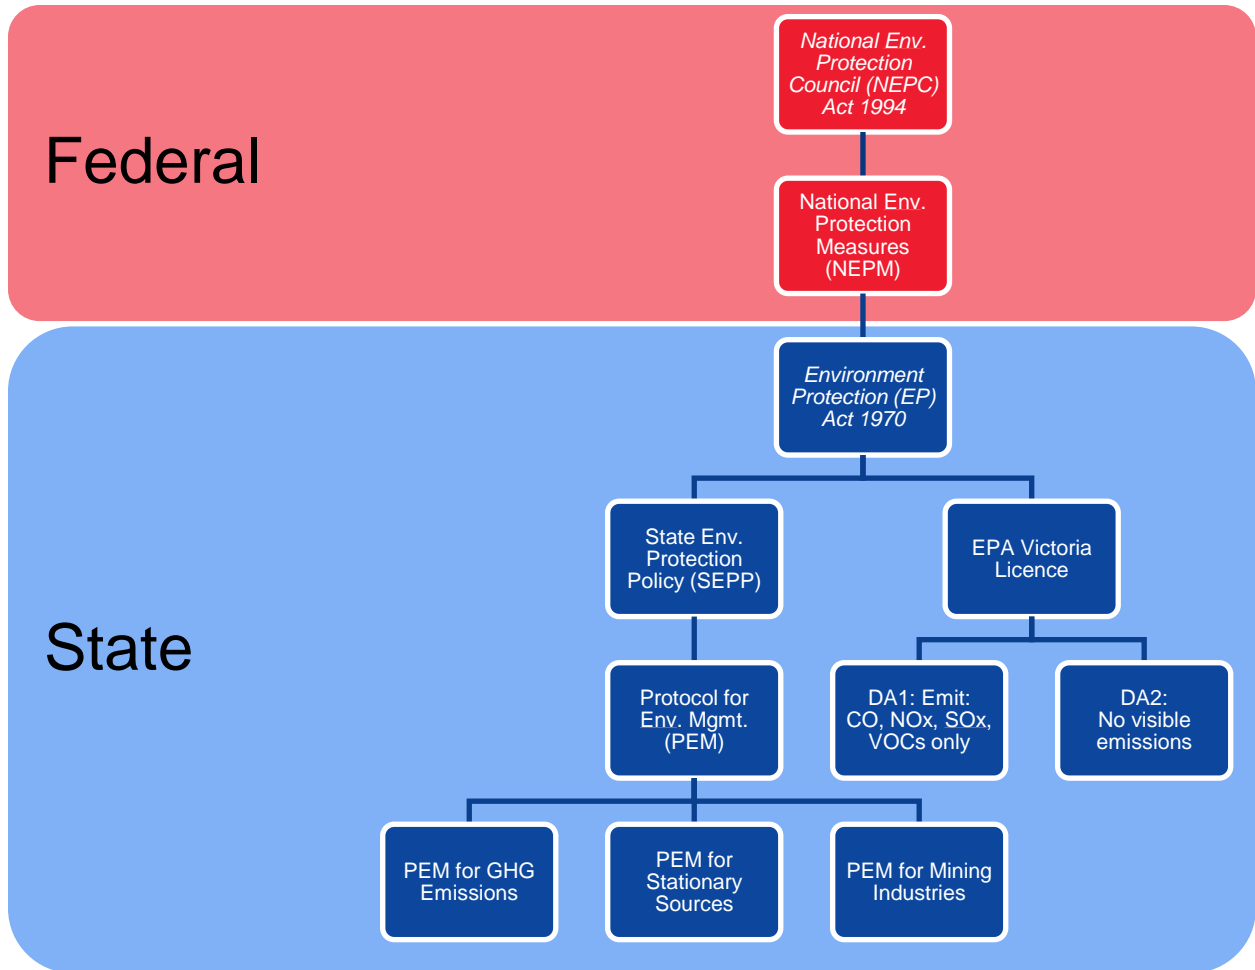 Federal
National Env.
Protection
Council (NEPC)
Act 1994
National Env.
Protection
Measures
(NEPM)
State
Environment
Protection (EP)
Act 1970
State Env.
Protection
Policy (SEPP)
EPA Victoria
Licence
Protocol for
Env. Mgmt.
(PEM)
DA1: Emit:
CO, NOx, SOx,
VOCs only
DA2:
No visible
emissions
PEM for GHG
Emissions
PEM for
Stationary
Sources
PEM for Mining
Industries